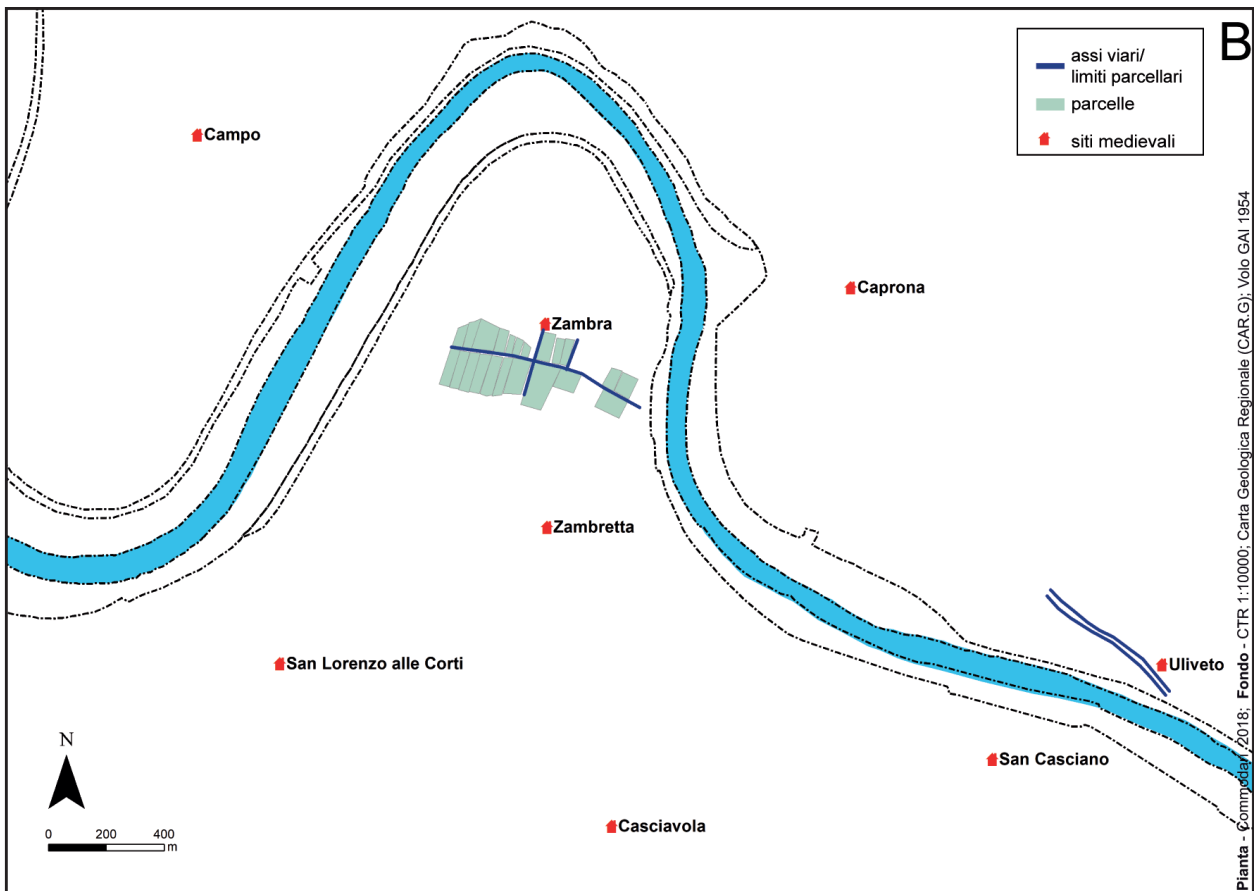 B
assi viari/
limiti parcellari
parcelle
siti medievali
Campo
Caprona
Zambra
Zambretta
San Lorenzo alle Corti
Uliveto
San Casciano
Casciavola
N
0 200 400
m
Pianta - Commodari, 2018; Fondo - CTR 1:10000; Carta Geologica Regionale (CAR.G); Volo GAI 1954